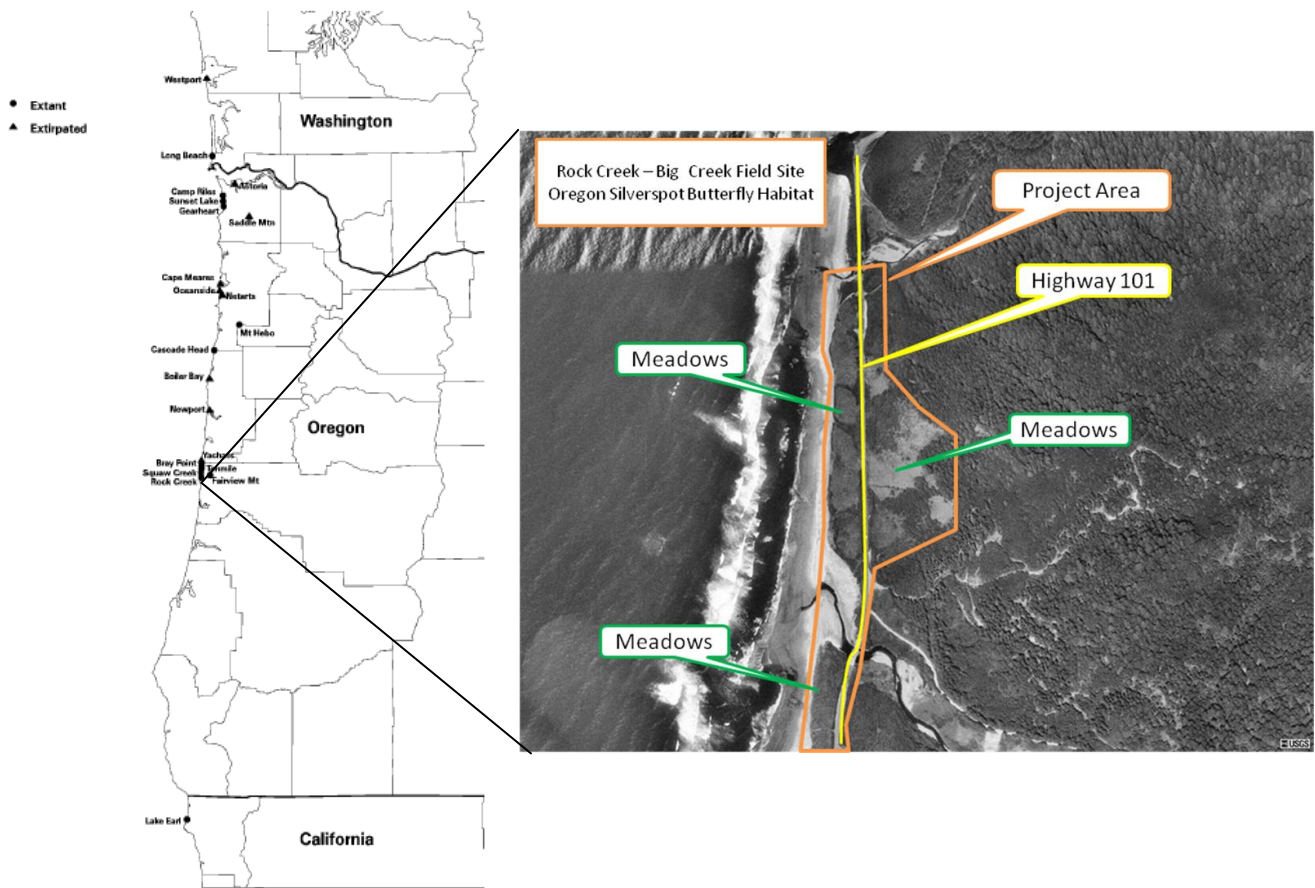 Extant
Extirpated
Westport
Washington
Long Beach
Astoria
Camp Rilea
Sunset Lake
Gearheart
Saddle Mtn
Cape Meares
Oceanside
Netarts
Mt Hebo
Cascade Head
Boiler Bay
Newport
Oregon
Yachats
Bray Point
Tenmile
Squaw Creek
Rock Creek
Fairview Mt
Lake Earl
California
Rock Creek – Big Creek Field Site
Oregon Silverspot Butterfly Habitat
Project Area
Highway 101
Meadows
Meadows
Meadows
USGS